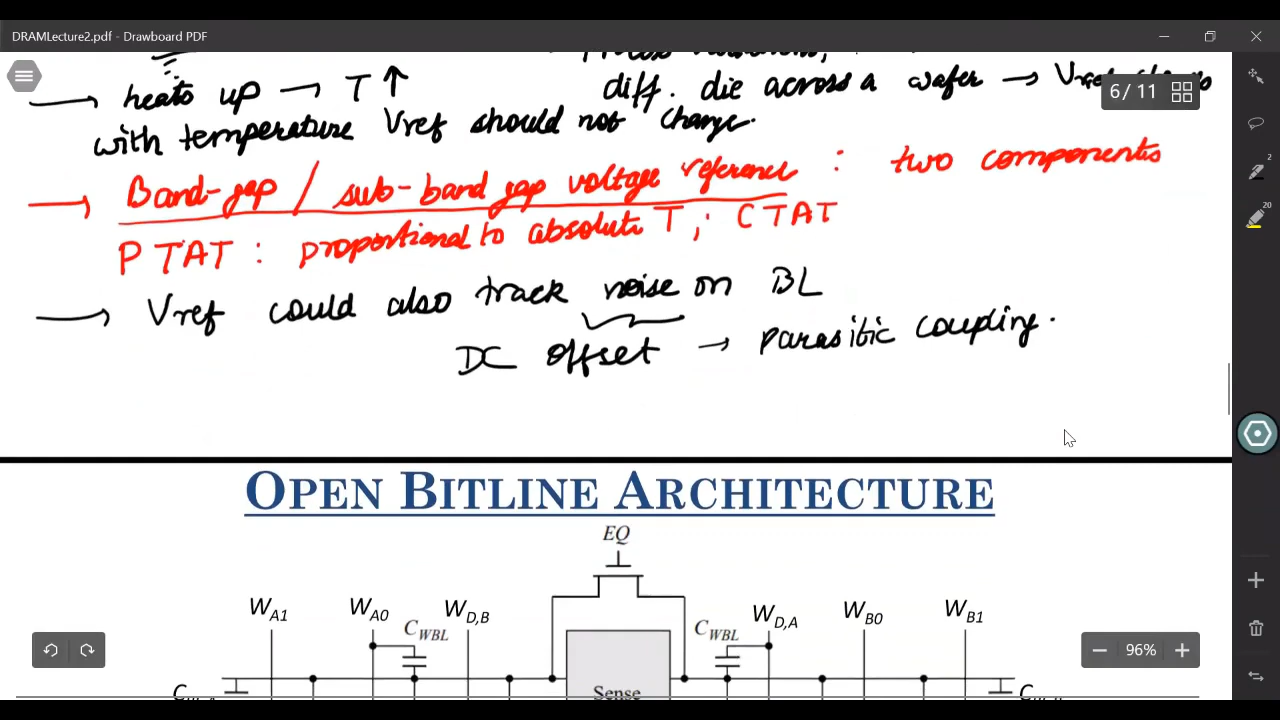 DRAMLecture2.pdf - Drawboard PDF
6 / 11
heats up → T ↑
diff. die across a wafer →
with temperature Vref should not change.
→ Band-gap / sub-band gap voltage reference : two components
PTAT : proportional to absolute T ; CTAT
→ Vref could also track noise on BL
DC offset → parasitic coupling.
OPEN BITLINE ARCHITECTURE
EQ
WA1 WA0 WD,B WD,A WB0 WB1
CWBL CWBL
96%
Sense
2
20